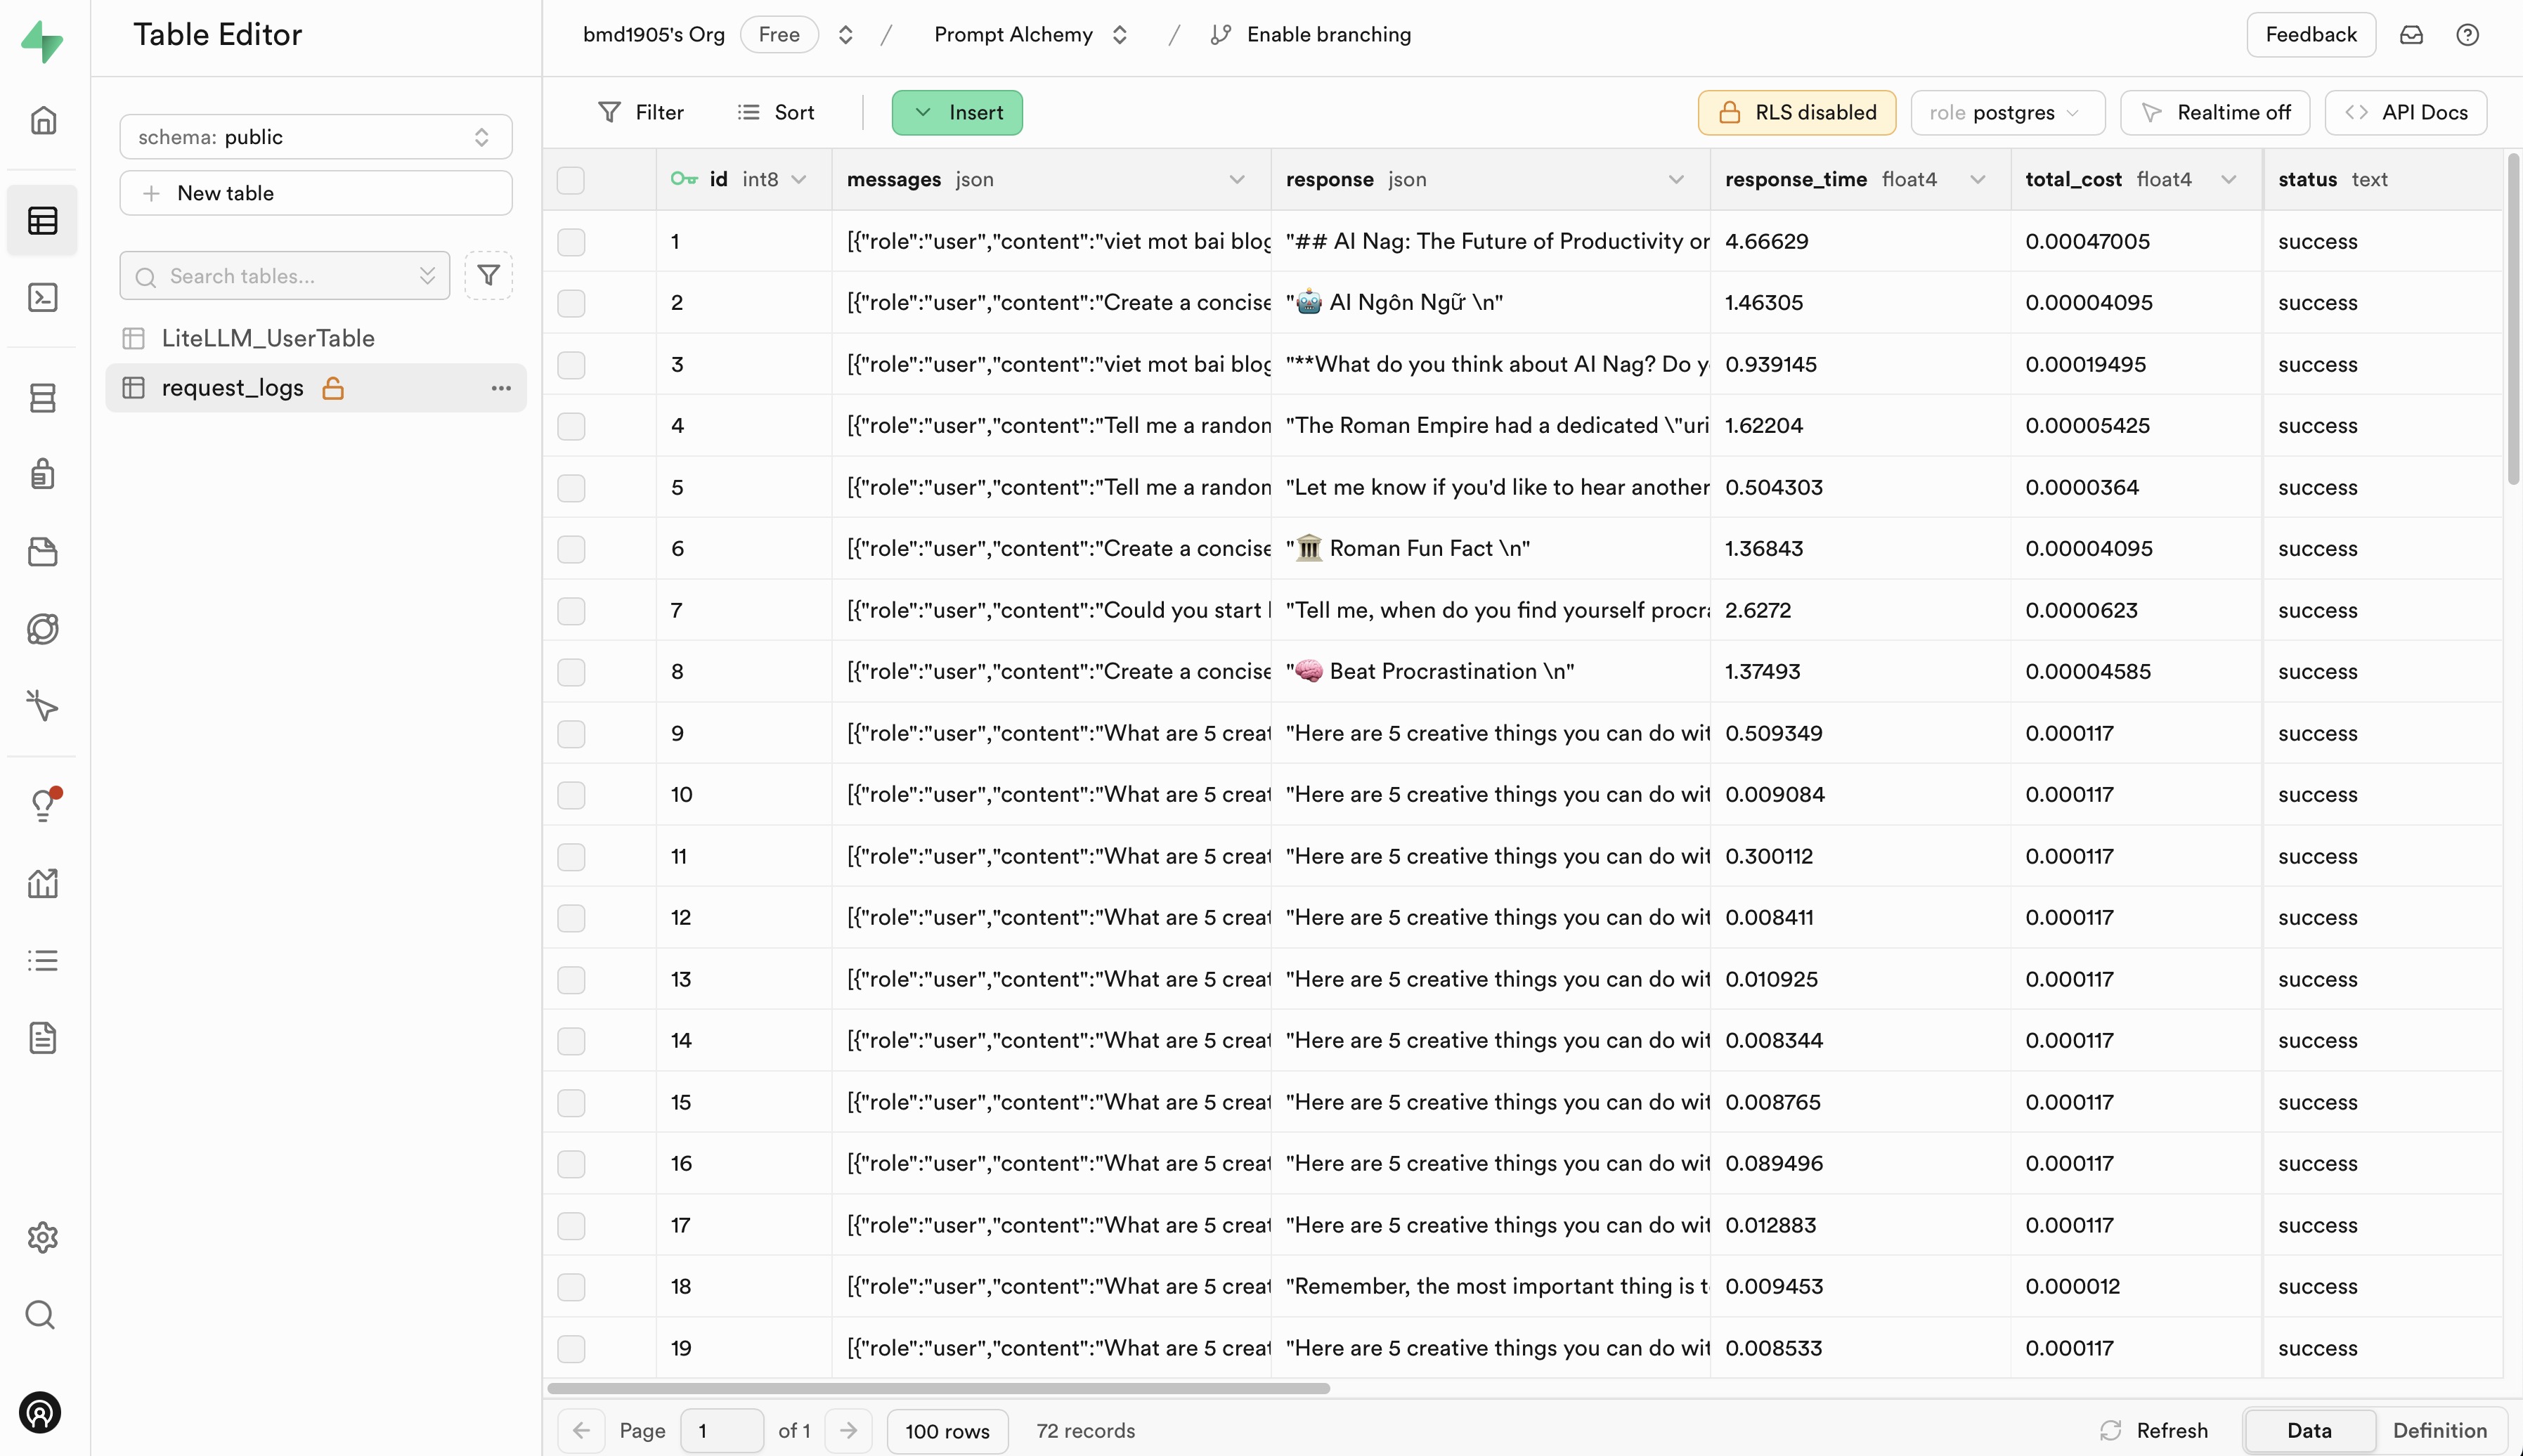 Table Editor
bmd1905's Org Free / Prompt Alchemy / Enable branching Feedback
schema: public
New table
Search tables...
LiteLLM_UserTable
request_logs
Filter Sort Insert RLS disabled role postgres Realtime off API Docs
id int8 messages json response json response_time float4 total_cost float4 status text
1 [{"role":"user","content":"viet mot bai blog "## AI Nag: The Future of Productivity or 4.66629 0.00047005 success
2 [{"role":"user","content":"Create a concise "🤖 AI Ngôn Ngữ \n" 1.46305 0.00004095 success
3 [{"role":"user","content":"viet mot bai blog "**What do you think about AI Nag? Do y 0.939145 0.00019495 success
4 [{"role":"user","content":"Tell me a random "The Roman Empire had a dedicated \"uri 1.62204 0.00005425 success
5 [{"role":"user","content":"Tell me a random "Let me know if you'd like to hear another 0.504303 0.0000364 success
6 [{"role":"user","content":"Create a concise "🏛️ Roman Fun Fact \n" 1.36843 0.00004095 success
7 [{"role":"user","content":"Could you start "Tell me, when do you find yourself procra 2.6272 0.0000623 success
8 [{"role":"user","content":"Create a concise "🧠 Beat Procrastination \n" 1.37493 0.00004585 success
9 [{"role":"user","content":"What are 5 creat "Here are 5 creative things you can do wit 0.509349 0.000117 success
10 [{"role":"user","content":"What are 5 creat "Here are 5 creative things you can do wit 0.009084 0.000117 success
11 [{"role":"user","content":"What are 5 creat "Here are 5 creative things you can do wit 0.300112 0.000117 success
12 [{"role":"user","content":"What are 5 creat "Here are 5 creative things you can do wit 0.008411 0.000117 success
13 [{"role":"user","content":"What are 5 creat "Here are 5 creative things you can do wit 0.010925 0.000117 success
14 [{"role":"user","content":"What are 5 creat "Here are 5 creative things you can do wit 0.008344 0.000117 success
15 [{"role":"user","content":"What are 5 creat "Here are 5 creative things you can do wit 0.008765 0.000117 success
16 [{"role":"user","content":"What are 5 creat "Here are 5 creative things you can do wit 0.089496 0.000117 success
17 [{"role":"user","content":"What are 5 creat "Here are 5 creative things you can do wit 0.012883 0.000117 success
18 [{"role":"user","content":"What are 5 creat "Remember, the most important thing is t 0.009453 0.000012 success
19 [{"role":"user","content":"What are 5 creat "Here are 5 creative things you can do wit 0.008533 0.000117 success
Page 1 of 1 100 rows 72 records Refresh Data Definition